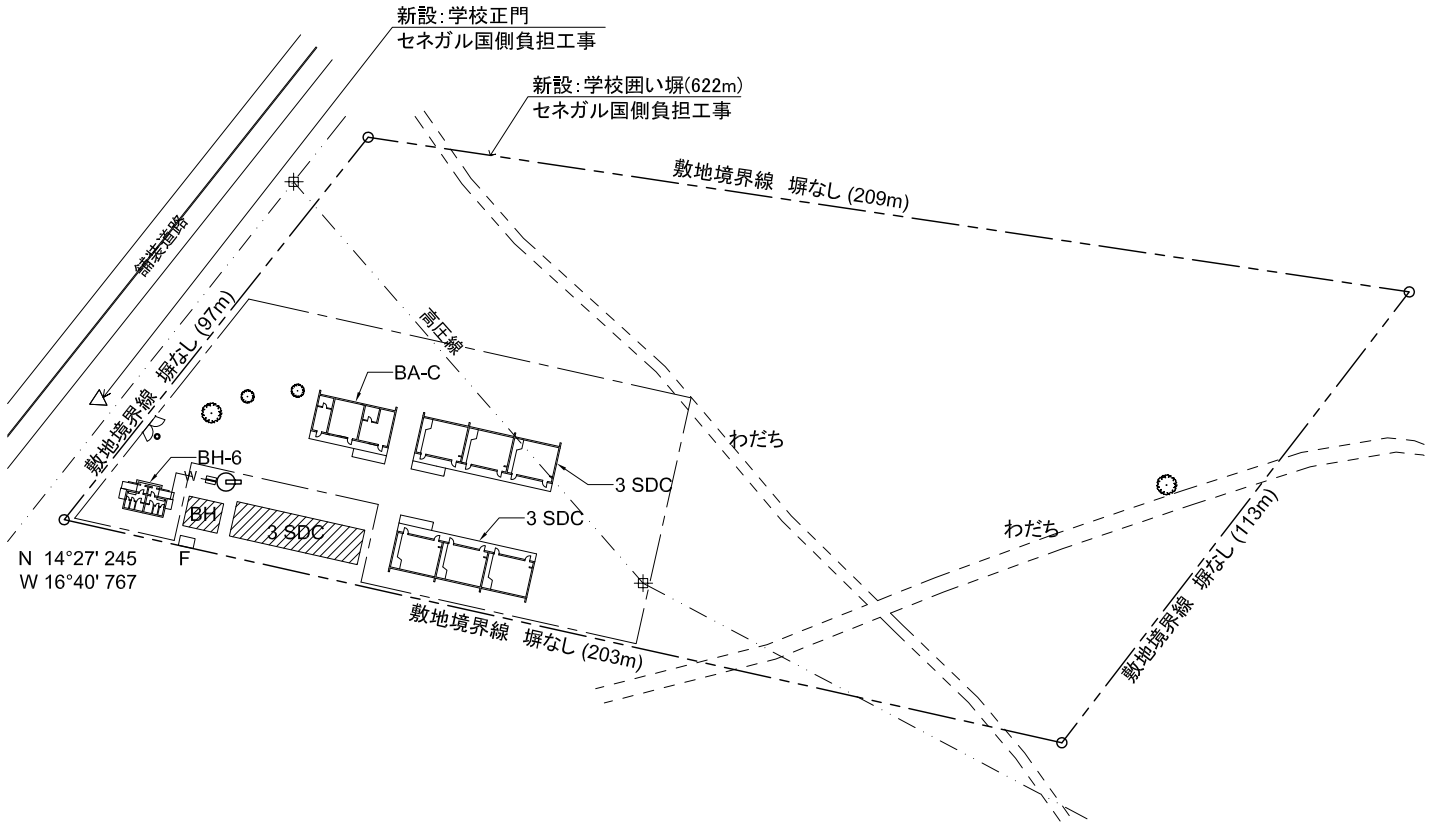 新設:学校正門
セネガル国側負担工事
新設:学校囲い塀(622m)
セネガル国側負担工事
敷地境界線 塀なし (209m)
舗装道路
敷地境界線 塀なし (97m)
高圧線
BA-C
わだち
BH-6
3 SDC
W
BH
3 SDC
3 SDC
わだち
F
N 14°27' 245
W 16°40' 767
敷地境界線 塀なし (203m)
敷地境界線 塀なし (113m)